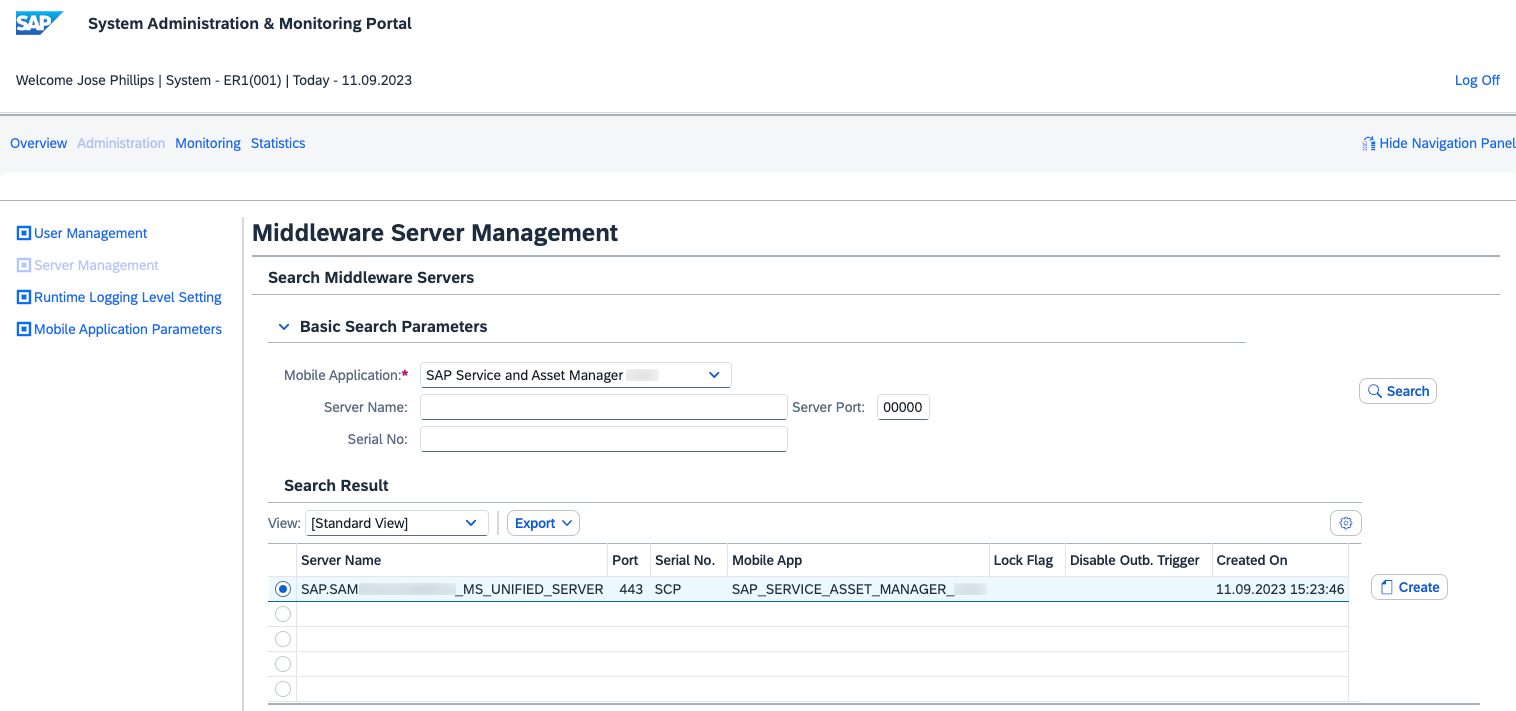 SAP System Administration & Monitoring Portal
Welcome Jose Phillips | System - ER1(001) | Today - 11.09.2023 Log Off
Overview Administration Monitoring Statistics Hide Navigation Panel
User Management
Server Management
Runtime Logging Level Setting
Mobile Application Parameters
Middleware Server Management
Search Middleware Servers
Basic Search Parameters
Mobile Application:* SAP Service and Asset Manager
Server Name: Server Port: 00000
Serial No:
Search
Search Result
View: [Standard View] Export
Server Name Port Serial No. Mobile App Lock Flag Disable Outb. Trigger Created On
SAP.SAM _MS_UNIFIED_SERVER 443 SCP SAP_SERVICE_ASSET_MANAGER_ 11.09.2023 15:23:46
Create